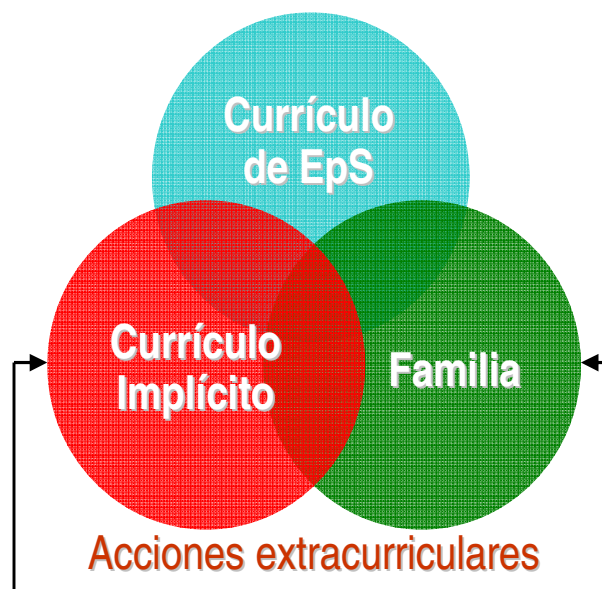 Currículo
de EpS
Currículo
Implícito
Familia
Acciones extracurriculares